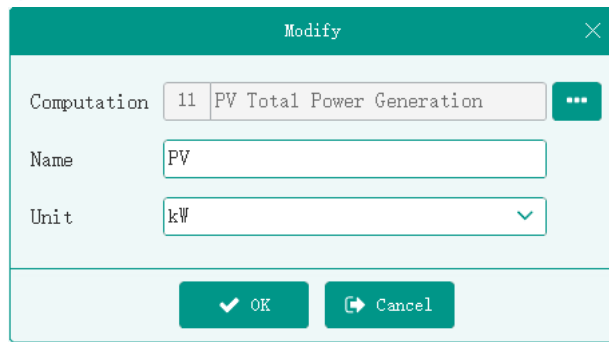 Modify
Computation 11 PV Total Power Generation
Name PV
Unit kW
OK Cancel